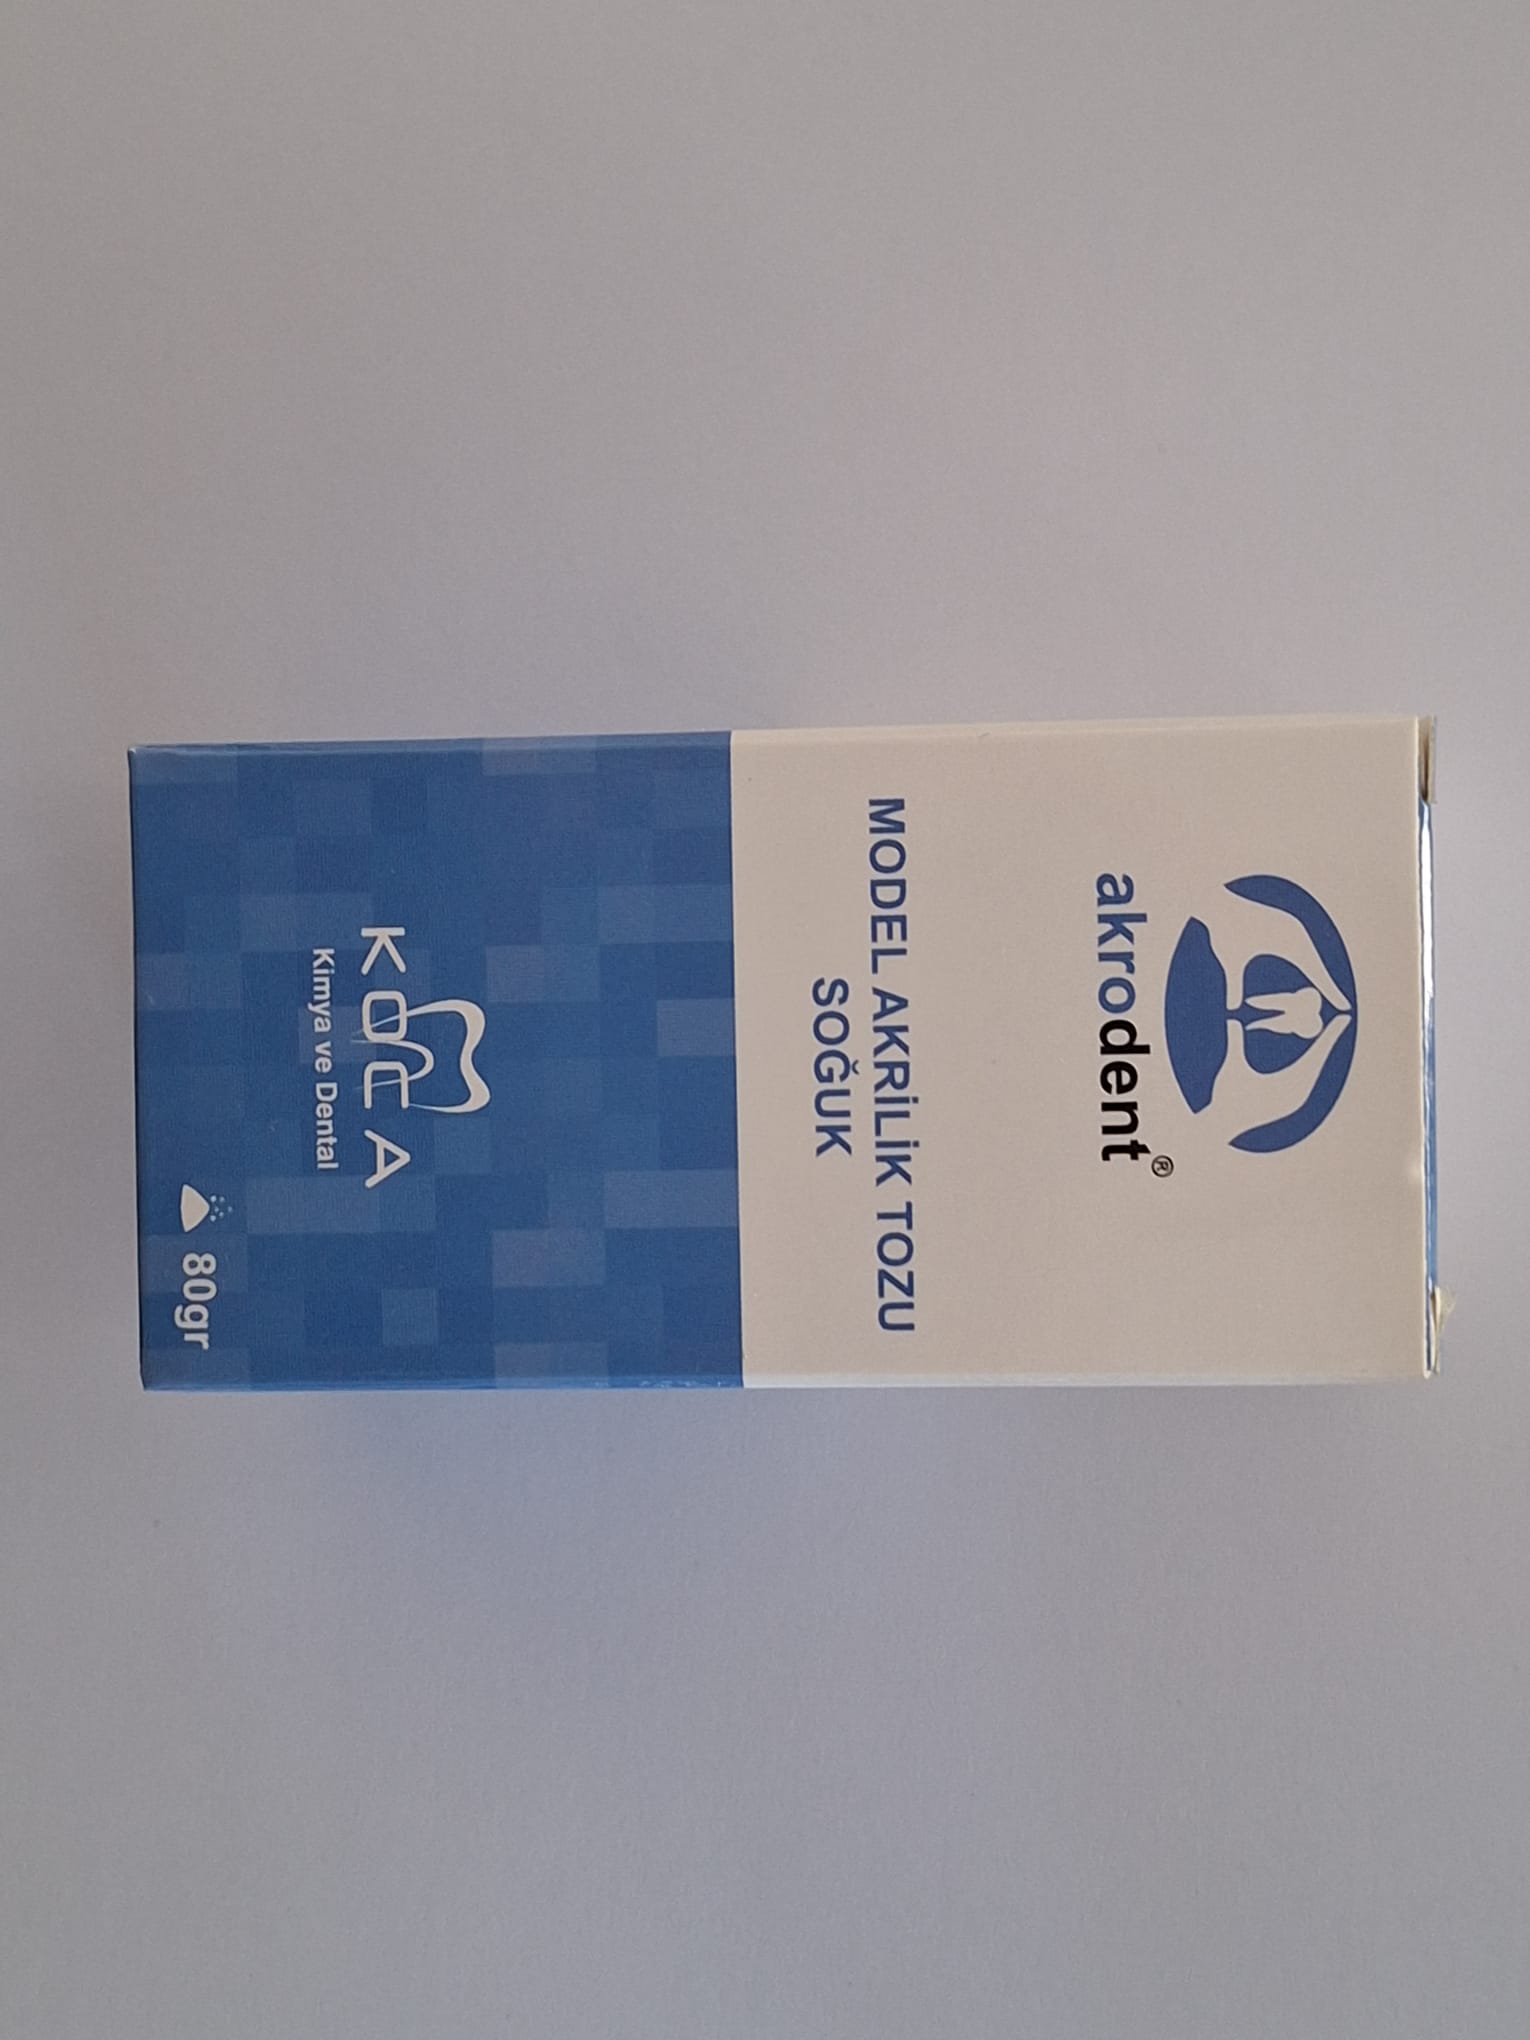 akrodent®
MODEL AKRİLİK TOZU
SOĞUK
KOCA
Kimya ve Dental
80gr